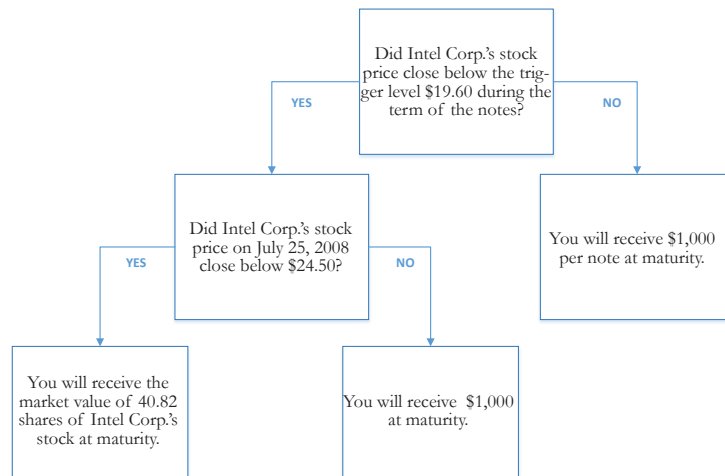 Did Intel Corp.'s stock
price close below the trig-
ger level $19.60 during the
term of the notes?
YES
NO
Did Intel Corp.'s stock
price on July 25, 2008
close below $24.50?
You will receive $1,000
per note at maturity.
YES
NO
You will receive the
market value of 40.82
shares of Intel Corp.'s
stock at maturity.
You will receive $1,000
at maturity.